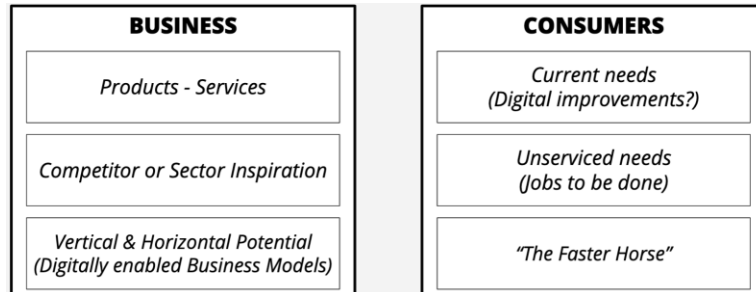 BUSINESS
Products - Services
Competitor or Sector Inspiration
Vertical & Horizontal Potential
(Digitally enabled Business Models)
CONSUMERS
Current needs
(Digital improvements?)
Unserviced needs
(Jobs to be done)
“The Faster Horse”